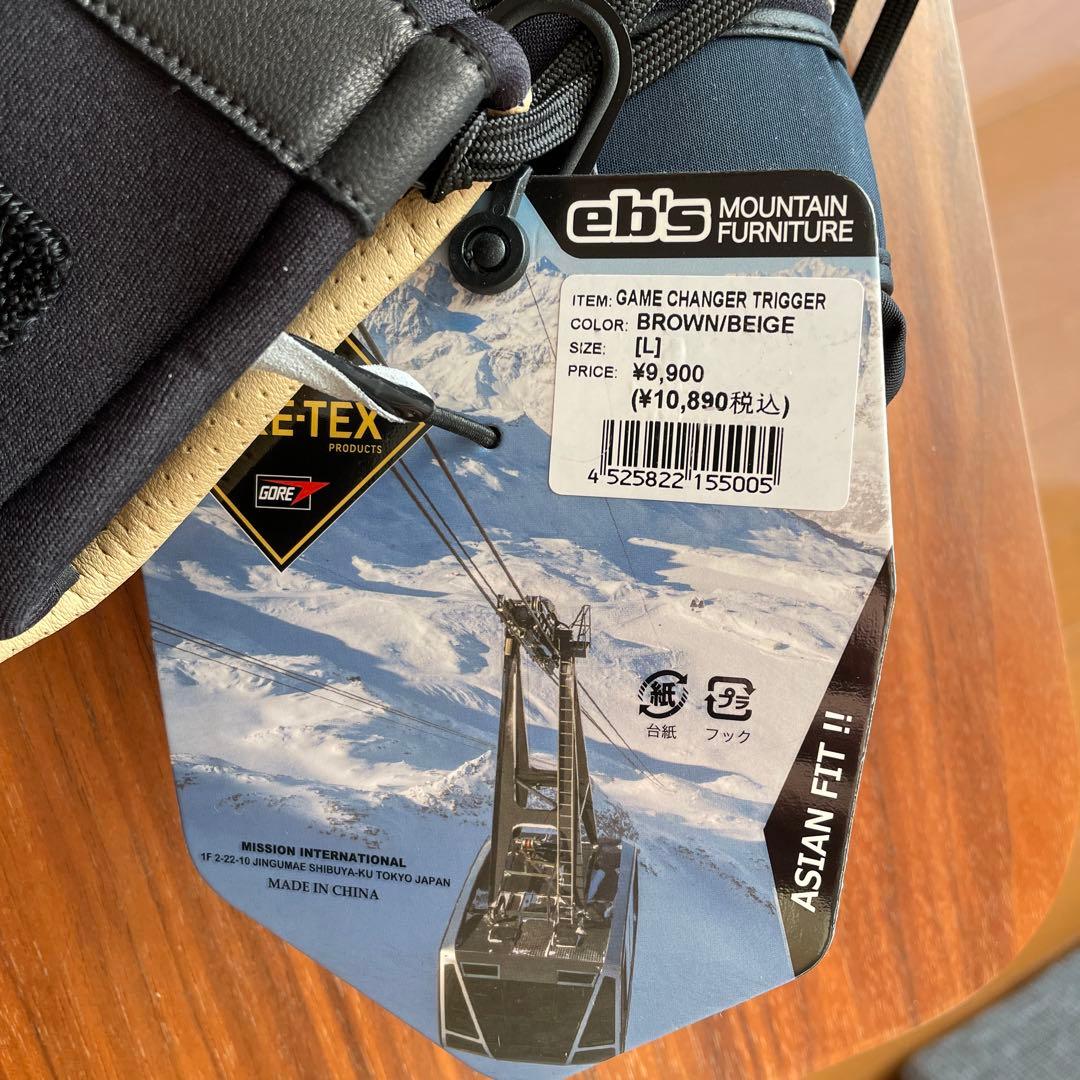 eb's MOUNTAIN
FURNITURE
ITEM: GAME CHANGER TRIGGER
COLOR: BROWN/BEIGE
SIZE: [L]
PRICE: ¥9,900
(¥10,890税込)
4 525822 155005
E-TEX
PRODUCTS
GORE
紙 プラ
台紙 フック
ASIAN FIT !!
MISSION INTERNATIONAL
1F 2-22-10 JINGUMAE SHIBUYA-KU TOKYO JAPAN
MADE IN CHINA